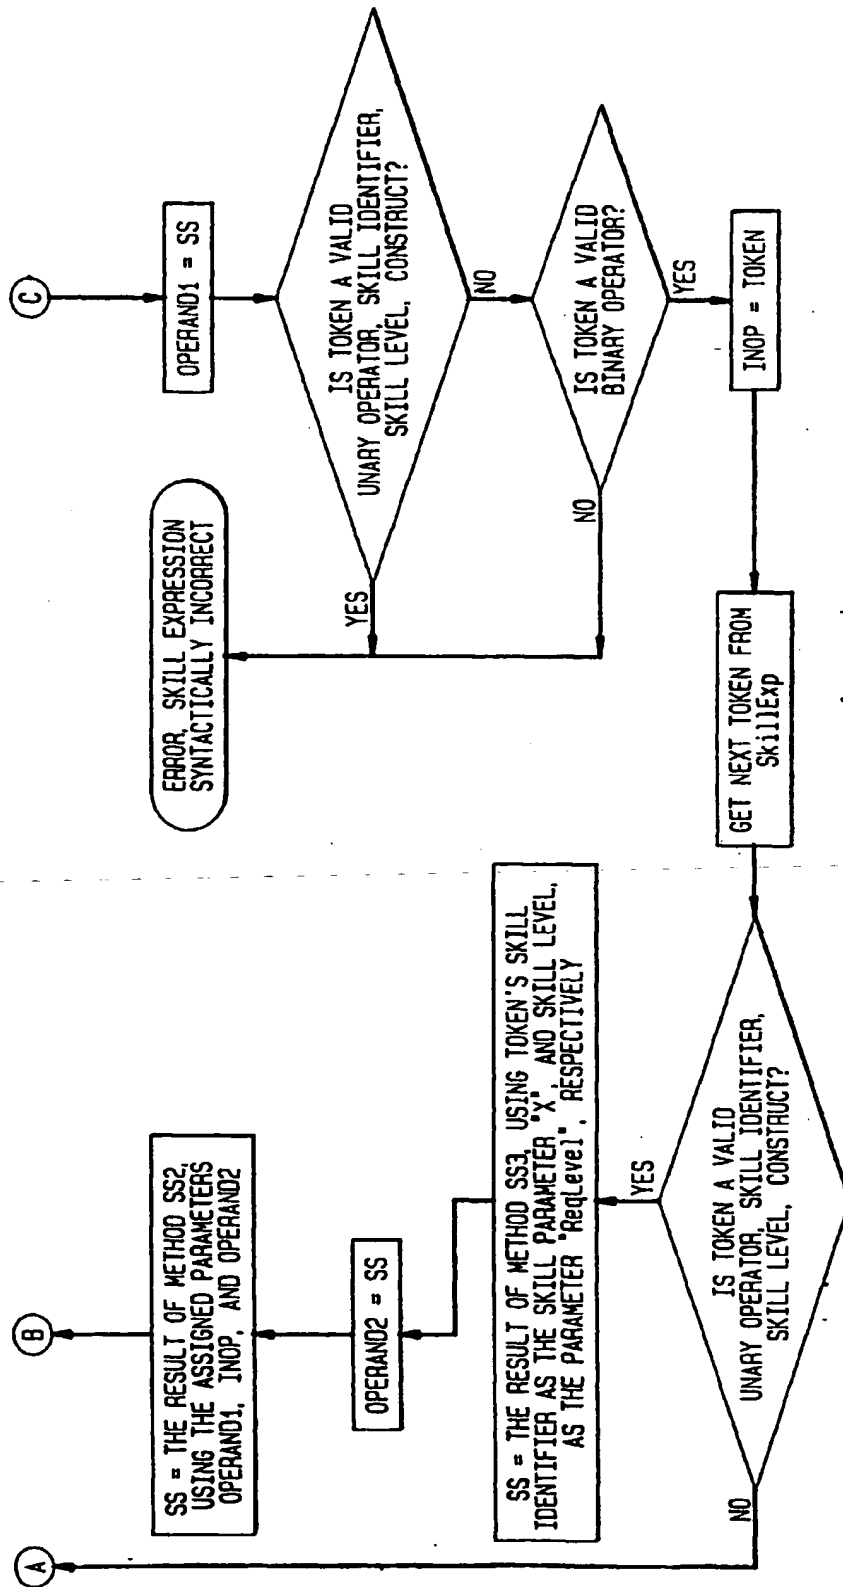 A
B
C
SS = THE RESULT OF METHOD SS2,
USING THE ASSIGNED PARAMETERS
OPERAND1, INOP, AND OPERAND2
ERROR, SKILL EXPRESSION
SYNTACTICALLY INCORRECT
OPERAND1 = SS
OPERAND2 = SS
YES
IS TOKEN A VALID
UNARY OPERATOR, SKILL IDENTIFIER,
SKILL LEVEL, CONSTRUCT?
NO
SS = THE RESULT OF METHOD SS3, USING TOKEN'S SKILL
IDENTIFIER AS THE SKILL PARAMETER "X", AND SKILL LEVEL,
AS THE PARAMETER "ReqLevel", RESPECTIVELY
NO
IS TOKEN A VALID
BINARY OPERATOR?
YES
YES
IS TOKEN A VALID
UNARY OPERATOR, SKILL IDENTIFIER,
SKILL LEVEL, CONSTRUCT?
NO
GET NEXT TOKEN FROM
SkillExp
INOP = TOKEN